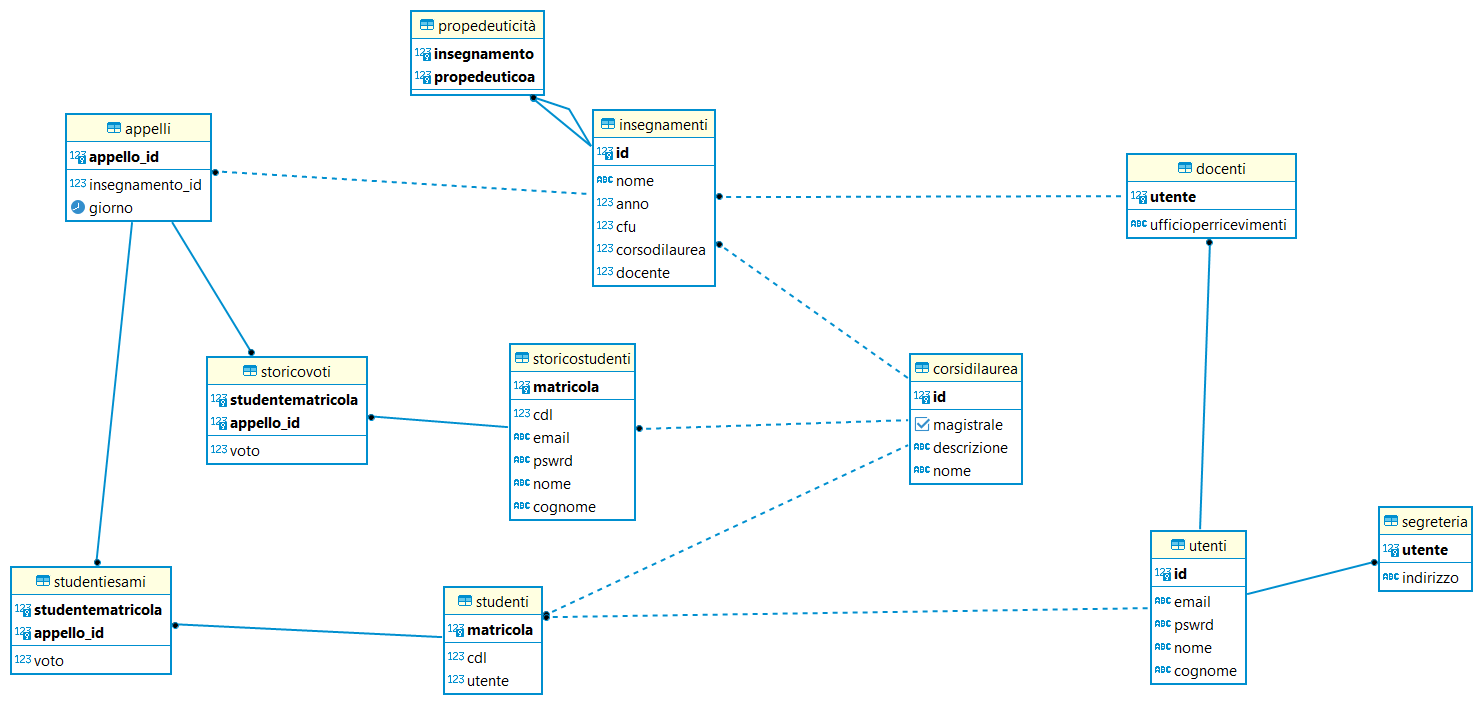 propedeuticità
123 insegnamento
123 propedeuticoa
appelli
123 appello_id
123 insegnamento_id
giorno
insegnamenti
123 id
ABC nome
123 anno
123 cfu
123 corsodilaurea
123 docente
docenti
123 utente
ABC ufficioperricevimenti
storicovoti
123 studentematricola
123 appello_id
123 voto
storicostudenti
123 matricola
123 cdl
ABC email
ABC pswrd
ABC nome
ABC cognome
corsidilaurea
123 id
magistrale
ABC descrizione
ABC nome
studentiesami
123 studentematricola
123 appello_id
123 voto
studenti
123 matricola
123 cdl
123 utente
utenti
123 id
ABC email
ABC pswrd
ABC nome
ABC cognome
segreteria
123 utente
ABC indirizzo